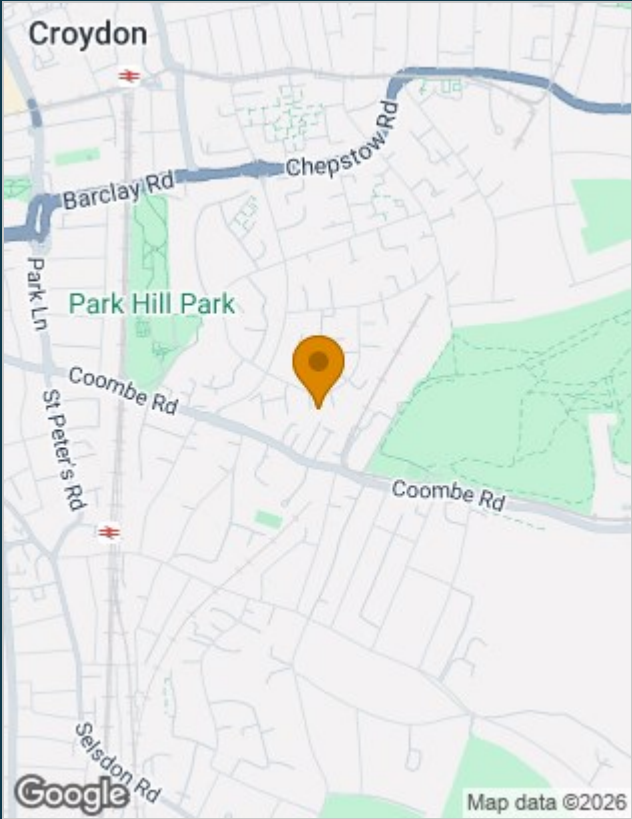 Croydon
Chepstow Rd
Barclay Rd
Park Ln
Park Hill Park
Coombe Rd
St Peter's Rd
Coombe Rd
Selsdon Rd
Google
Map data ©2026